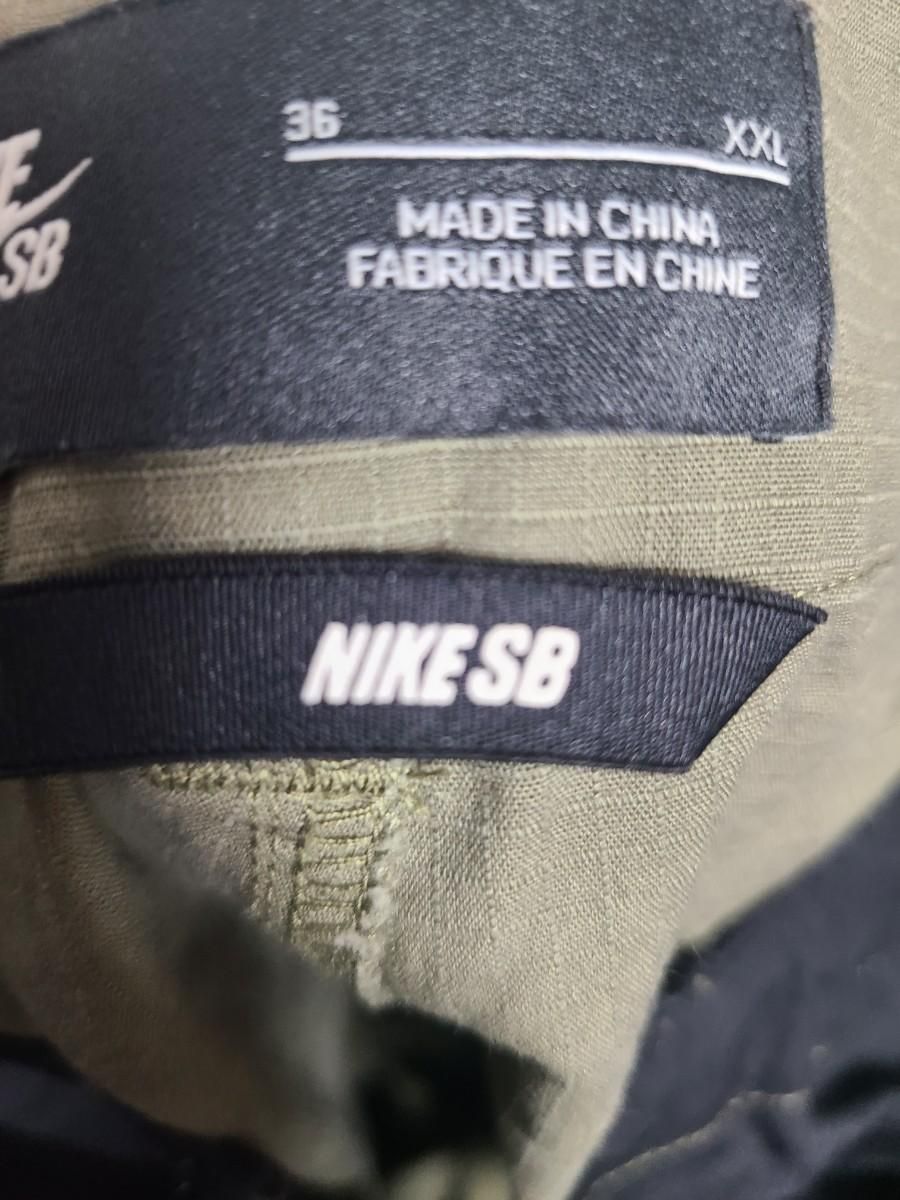 36 XXL
SB
MADE IN CHINA
FABRIQUE EN CHINE
NIKE SB